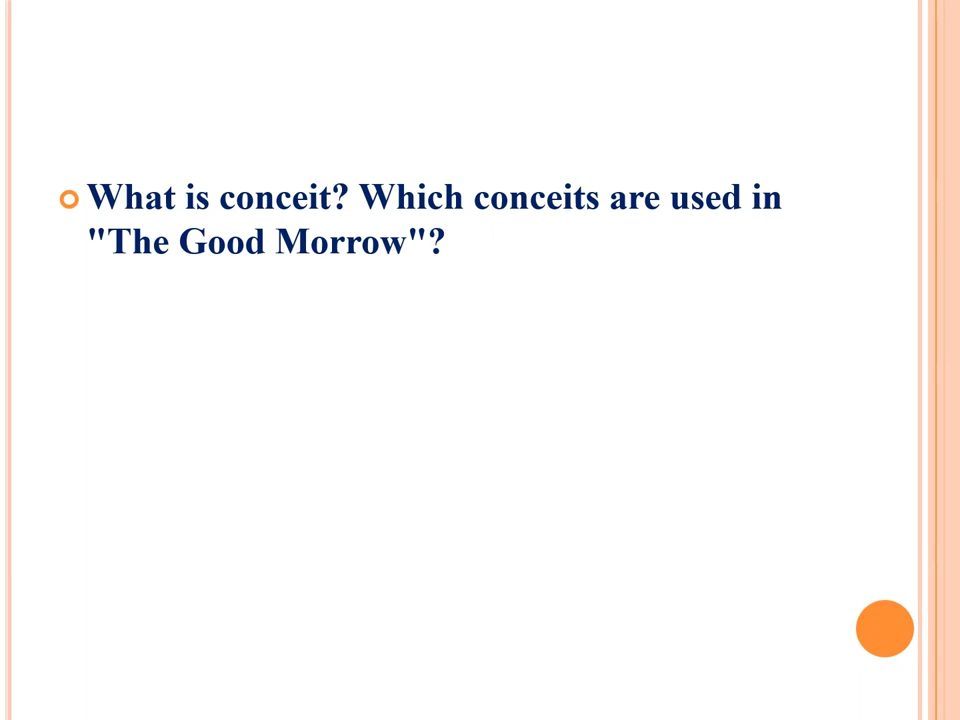 What is conceit? Which conceits are used in
"The Good Morrow"?